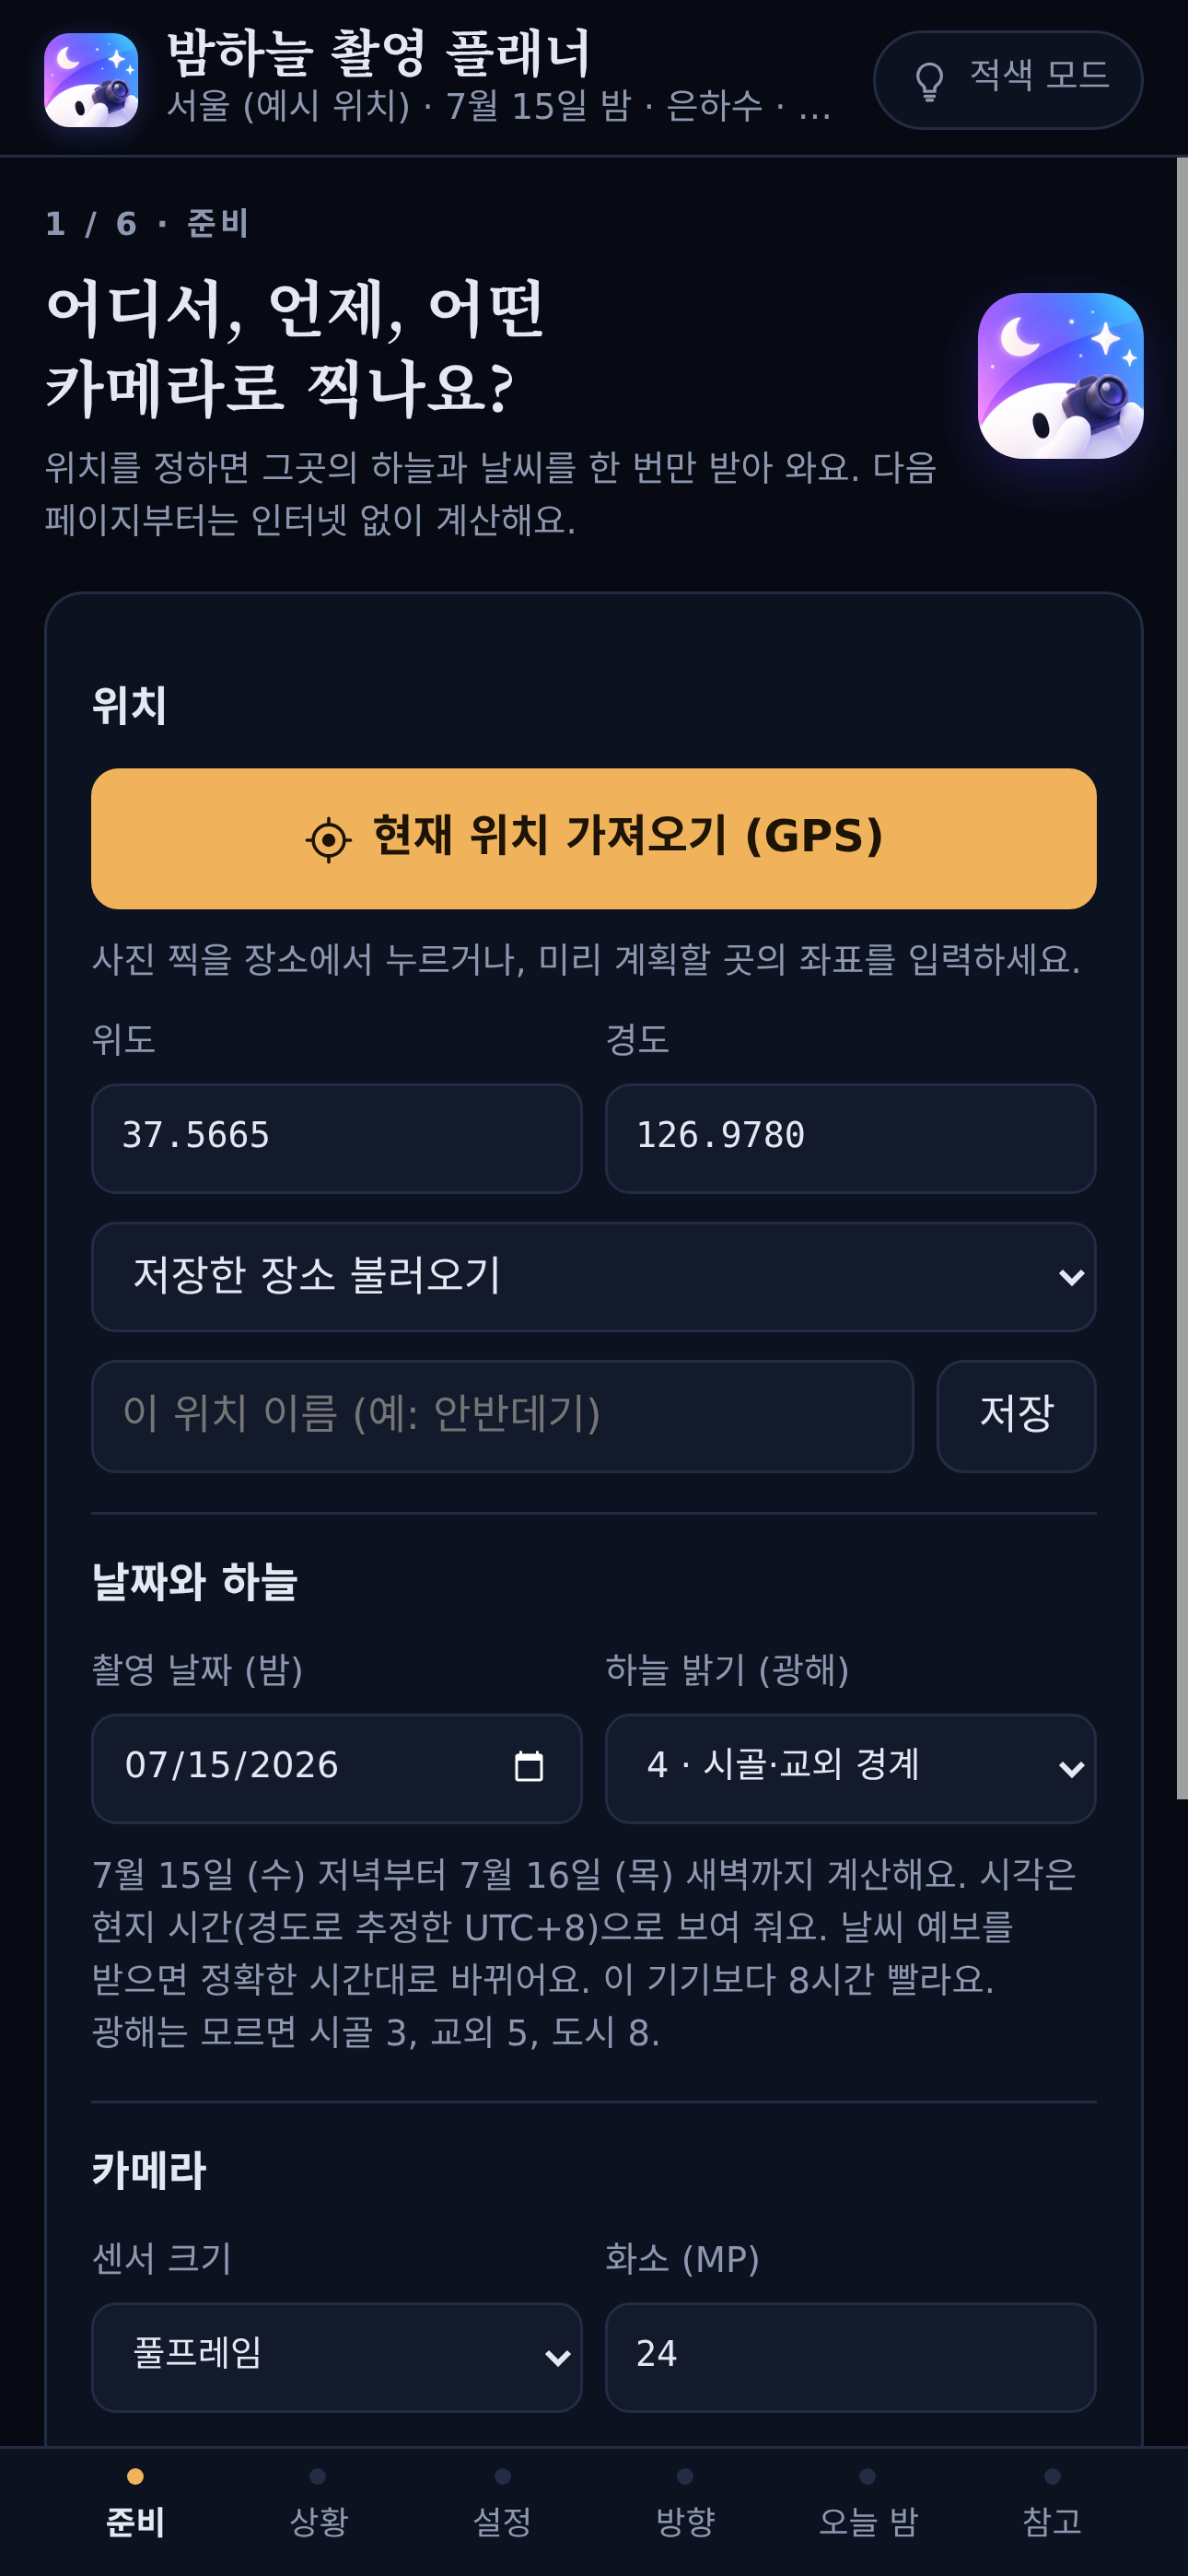 밤하늘 촬영 플래너
서울 (예시 위치) · 7월 15일 밤 · 은하수 · ...
적색 모드
1 / 6 · 준비
어디서, 언제, 어떤
카메라로 찍나요?
위치를 정하면 그곳의 하늘과 날씨를 한 번만 받아 와요. 다음
페이지부터는 인터넷 없이 계산해요.
위치
현재 위치 가져오기 (GPS)
사진 찍을 장소에서 누르거나, 미리 계획할 곳의 좌표를 입력하세요.
위도 경도
37.5665 126.9780
저장한 장소 불러오기
이 위치 이름 (예: 안반데기) 저장
날짜와 하늘
촬영 날짜 (밤) 하늘 밝기 (광해)
07/15/2026 4 · 시골·교외 경계
7월 15일 (수) 저녁부터 7월 16일 (목) 새벽까지 계산해요. 시각은
현지 시간(경도로 추정한 UTC+8)으로 보여 줘요. 날씨 예보를
받으면 정확한 시간대로 바뀌어요. 이 기기보다 8시간 빨라요.
광해는 모르면 시골 3, 교외 5, 도시 8.
카메라
센서 크기 화소 (MP)
풀프레임 24
준비 상황 설정 방향 오늘 밤 참고